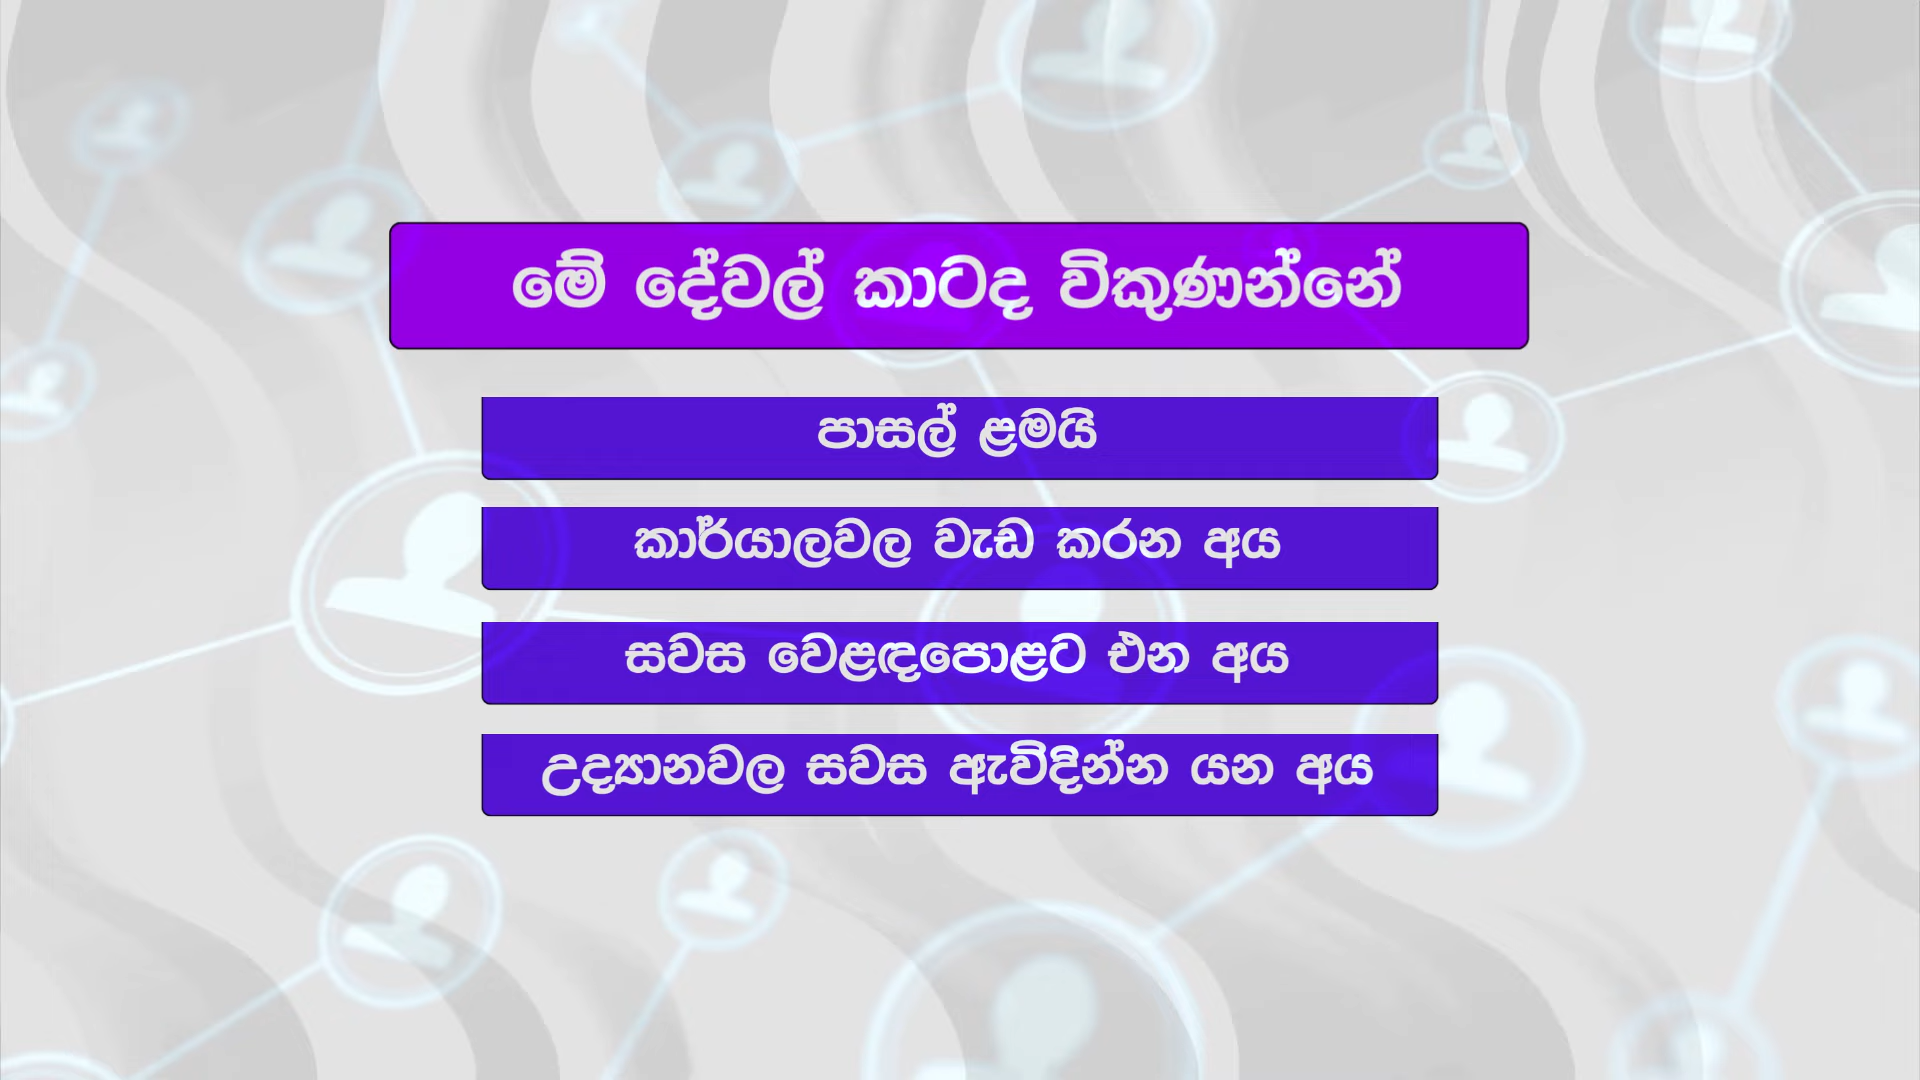 මේ දේවල් කාටද විකුණන්නේ
පාසල් ළමයි
කාර්යාලවල වැඩ කරන අය
සවස වෙළඳපොළට එන අය
උද්‍යානවල සවස ඇවිදින්න යන අය